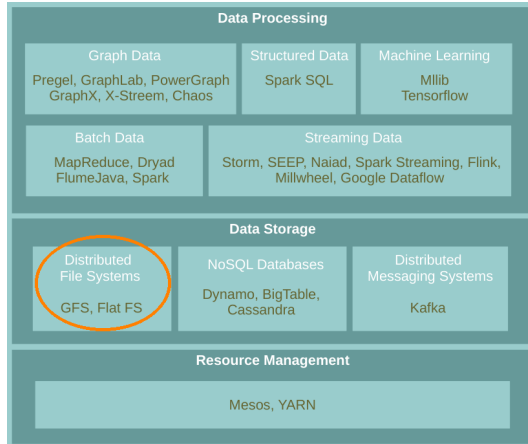 Data Processing
Graph Data
Pregel, GraphLab, PowerGraph
GraphX, X-Streem, Chaos
Structured Data
Spark SQL
Machine Learning
Mllib
Tensorflow
Batch Data
MapReduce, Dryad
FlumeJava, Spark
Streaming Data
Storm, SEEP, Naiad, Spark Streaming, Flink,
Millwheel, Google Dataflow
Data Storage
Distributed
File Systems
GFS, Flat FS
NoSQL Databases
Dynamo, BigTable,
Cassandra
Distributed
Messaging Systems
Kafka
Resource Management
Mesos, YARN